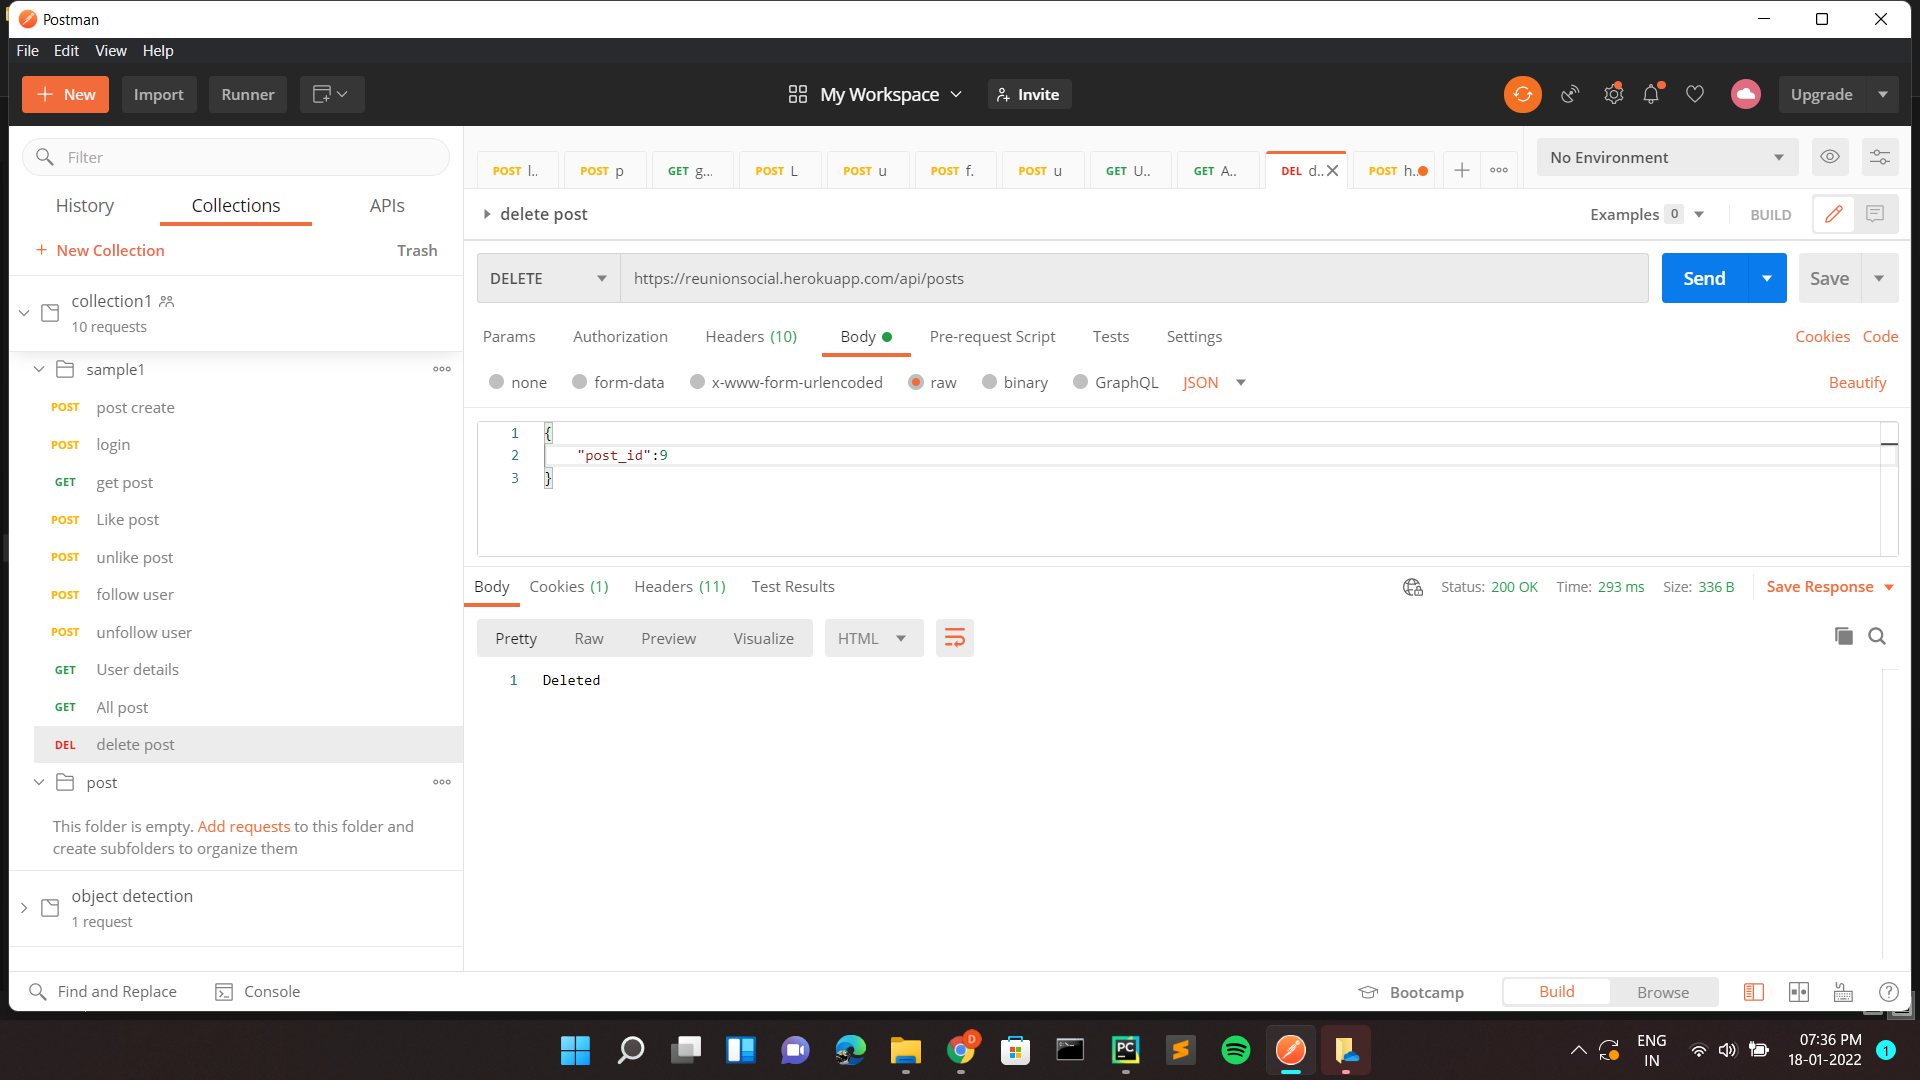 Postman
File Edit View Help
New Import Runner My Workspace Invite Upgrade
Filter
History Collections APIs
+ New Collection Trash
collection1
10 requests
sample1
POST post create
POST login
GET get post
POST Like post
POST unlike post
POST follow user
POST unfollow user
GET User details
GET All post
DEL delete post
post
This folder is empty. Add requests to this folder and
create subfolders to organize them
object detection
1 request
POST l.. POST p GET g... POST L POST u POST f. POST u GET U.. GET A.. DEL d.. POST h.. No Environment
delete post Examples 0 BUILD
DELETE https://reunionsocial.herokuapp.com/api/posts Send Save
Params Authorization Headers (10) Body Pre-request Script Tests Settings Cookies Code
none form-data x-www-form-urlencoded raw binary GraphQL JSON Beautify
1 {
2 "post_id":9
3 }
Body Cookies (1) Headers (11) Test Results Status: 200 OK Time: 293 ms Size: 336 B Save Response
Pretty Raw Preview Visualize HTML
1 Deleted
Find and Replace Console Bootcamp Build Browse
D
PC
ENG
IN
07:36 PM
18-01-2022
1